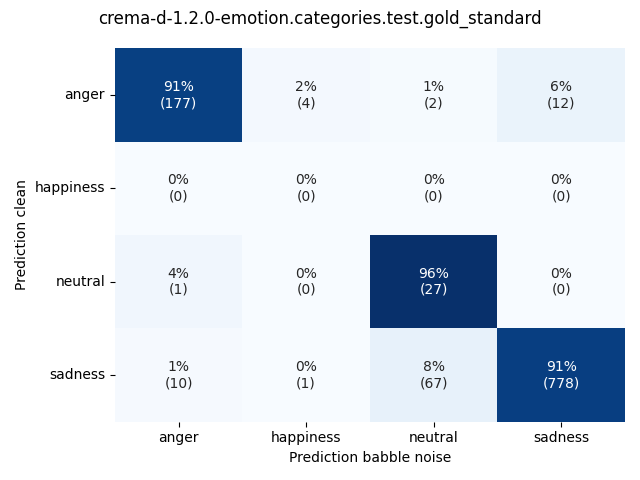 crema-d-1.2.0-emotion.categories.test.gold_standard
anger
91%
(177)
2%
(4)
1%
(2)
6%
(12)
happiness
0%
(0)
0%
(0)
0%
(0)
0%
(0)
neutral
4%
(1)
0%
(0)
96%
(27)
0%
(0)
sadness
1%
(10)
0%
(1)
8%
(67)
91%
(778)
Prediction clean
anger
happiness
neutral
sadness
Prediction babble noise